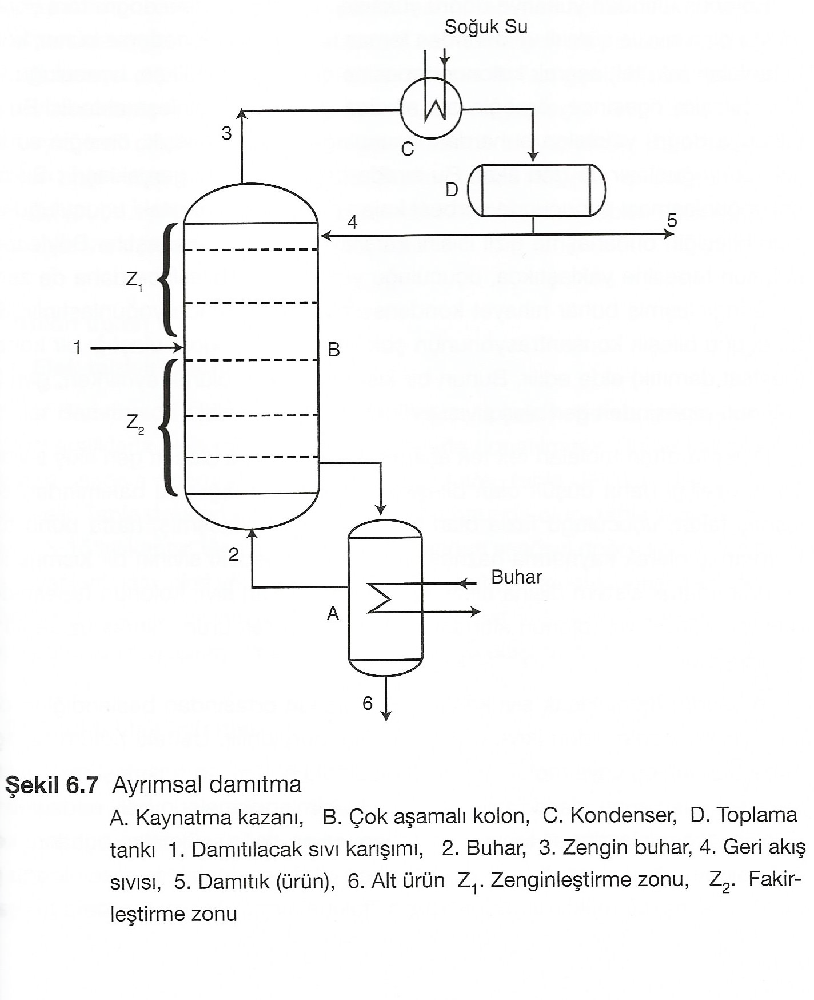 Soğuk Su
3
C
D
4
5
Z₁
1
B
Z₂
2
Buhar
A
6
Şekil 6.7 Ayrımsal damıtma
A. Kaynatma kazanı, B. Çok aşamalı kolon, C. Kondenser, D. Toplama
tankı 1. Damıtılacak sıvı karışımı, 2. Buhar, 3. Zengin buhar, 4. Geri akış
sıvısı, 5. Damıtık (ürün), 6. Alt ürün Z₁. Zenginleştirme zonu, Z₂. Fakir-
leştirme zonu